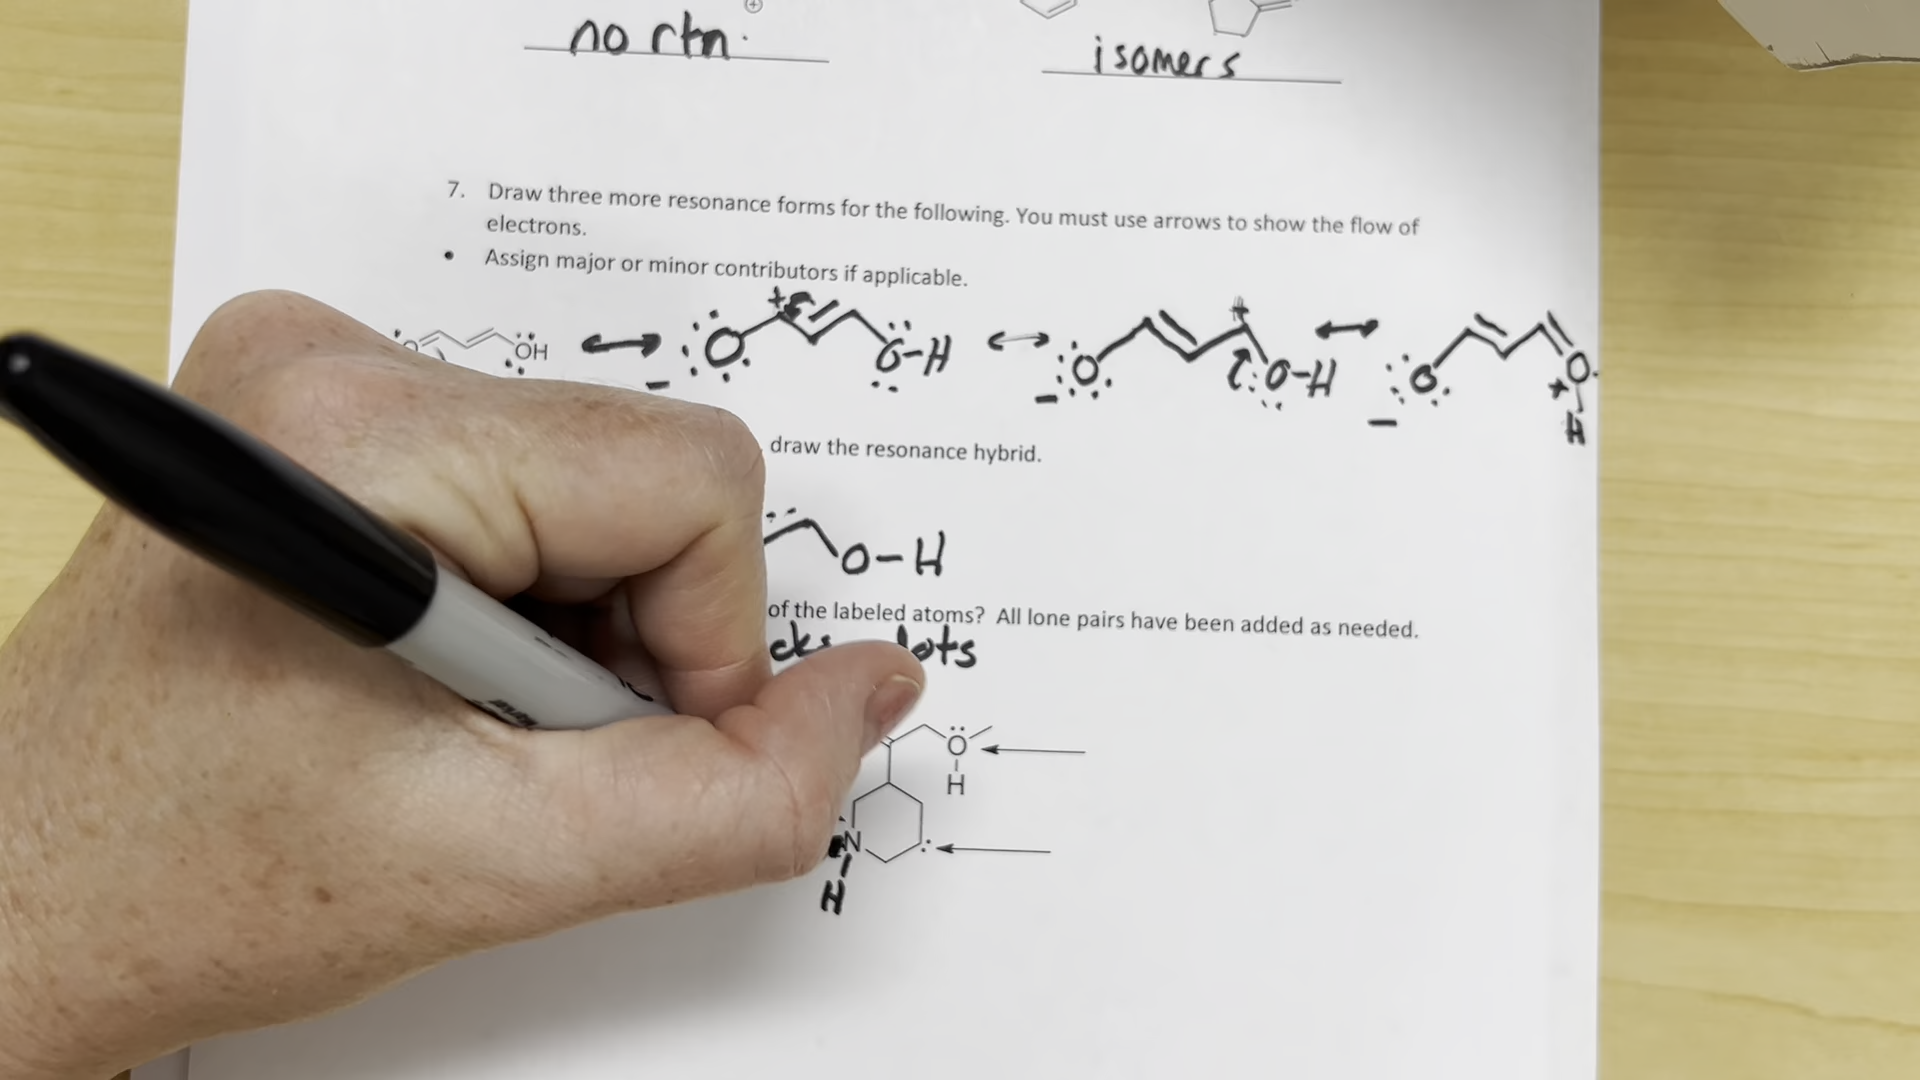 no rtn.
isomers
7. Draw three more resonance forms for the following. You must use arrows to show the flow of
electrons.
• Assign major or minor contributors if applicable.
OH ↔ O + O-H ↔ O + O-H ↔ O O + H
draw the resonance hybrid.
O-H
of the labeled atoms? All lone pairs have been added as needed.
dots
O
H
N
H